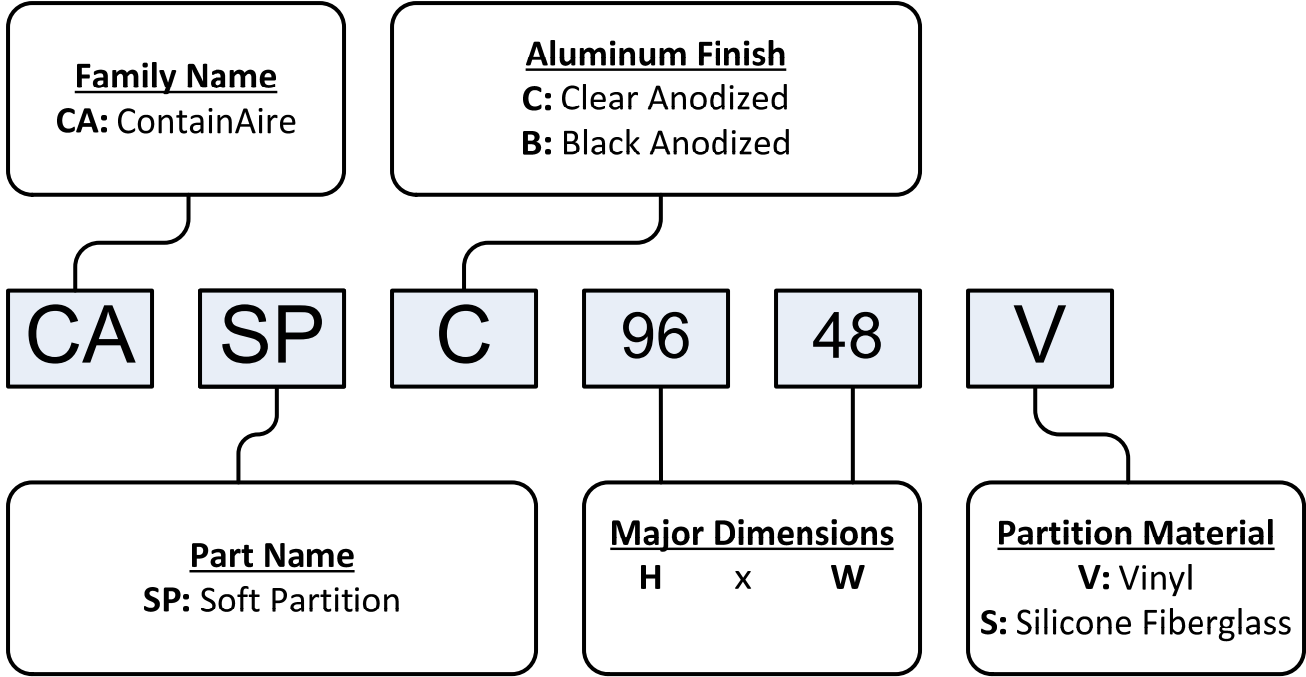 Family Name
CA: ContainAire
Aluminum Finish
C: Clear Anodized
B: Black Anodized
CA SP C 96 48 V
Part Name
SP: Soft Partition
Major Dimensions
H x W
Partition Material
V: Vinyl
S: Silicone Fiberglass